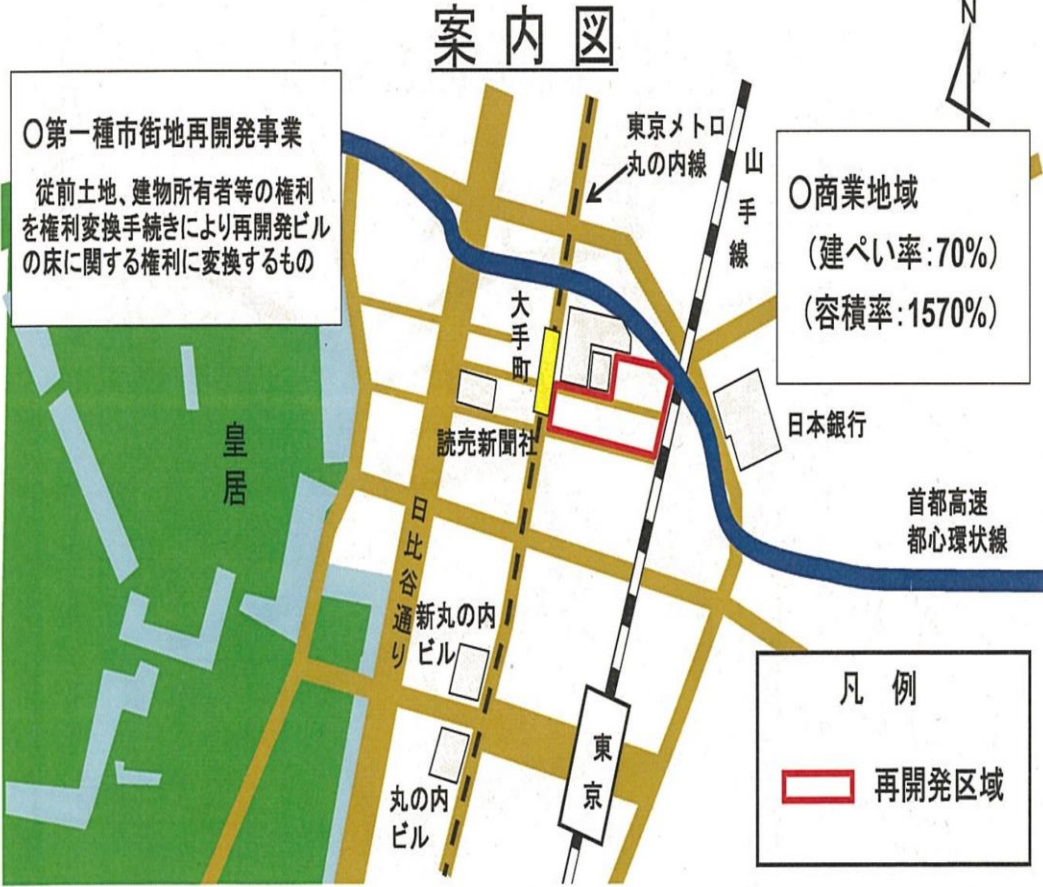 案内図
N
〇第一種市街地再開発事業
従前土地、建物所有者等の権利
を権利変換手続きにより再開発ビル
の床に関する権利に変換するもの
東京メトロ
丸の内線
山手線
〇商業地域
(建ぺい率:70%)
(容積率:1570%)
大手町
読売新聞社
日本銀行
皇居
首都高速
都心環状線
日比谷通り
新丸の内
ビル
丸の内
ビル
東京
凡例
再開発区域